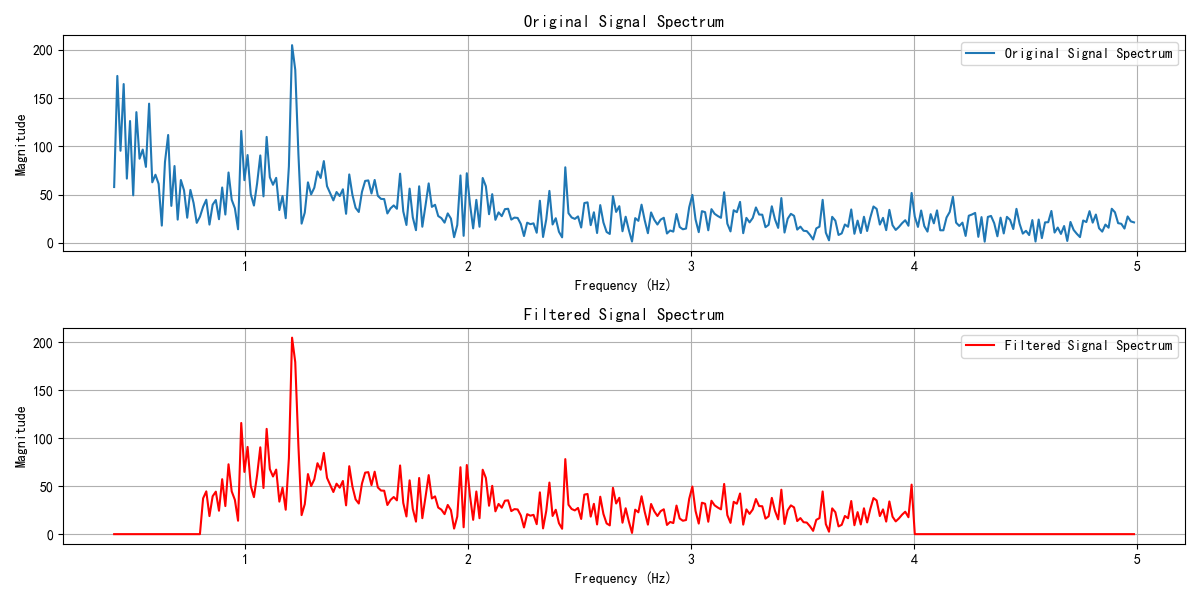 Original Signal Spectrum
Original Signal Spectrum
200
150
100
50
0
Magnitude
1
2
3
4
5
Frequency (Hz)
Filtered Signal Spectrum
Filtered Signal Spectrum
200
150
100
50
0
Magnitude
1
2
3
4
5
Frequency (Hz)